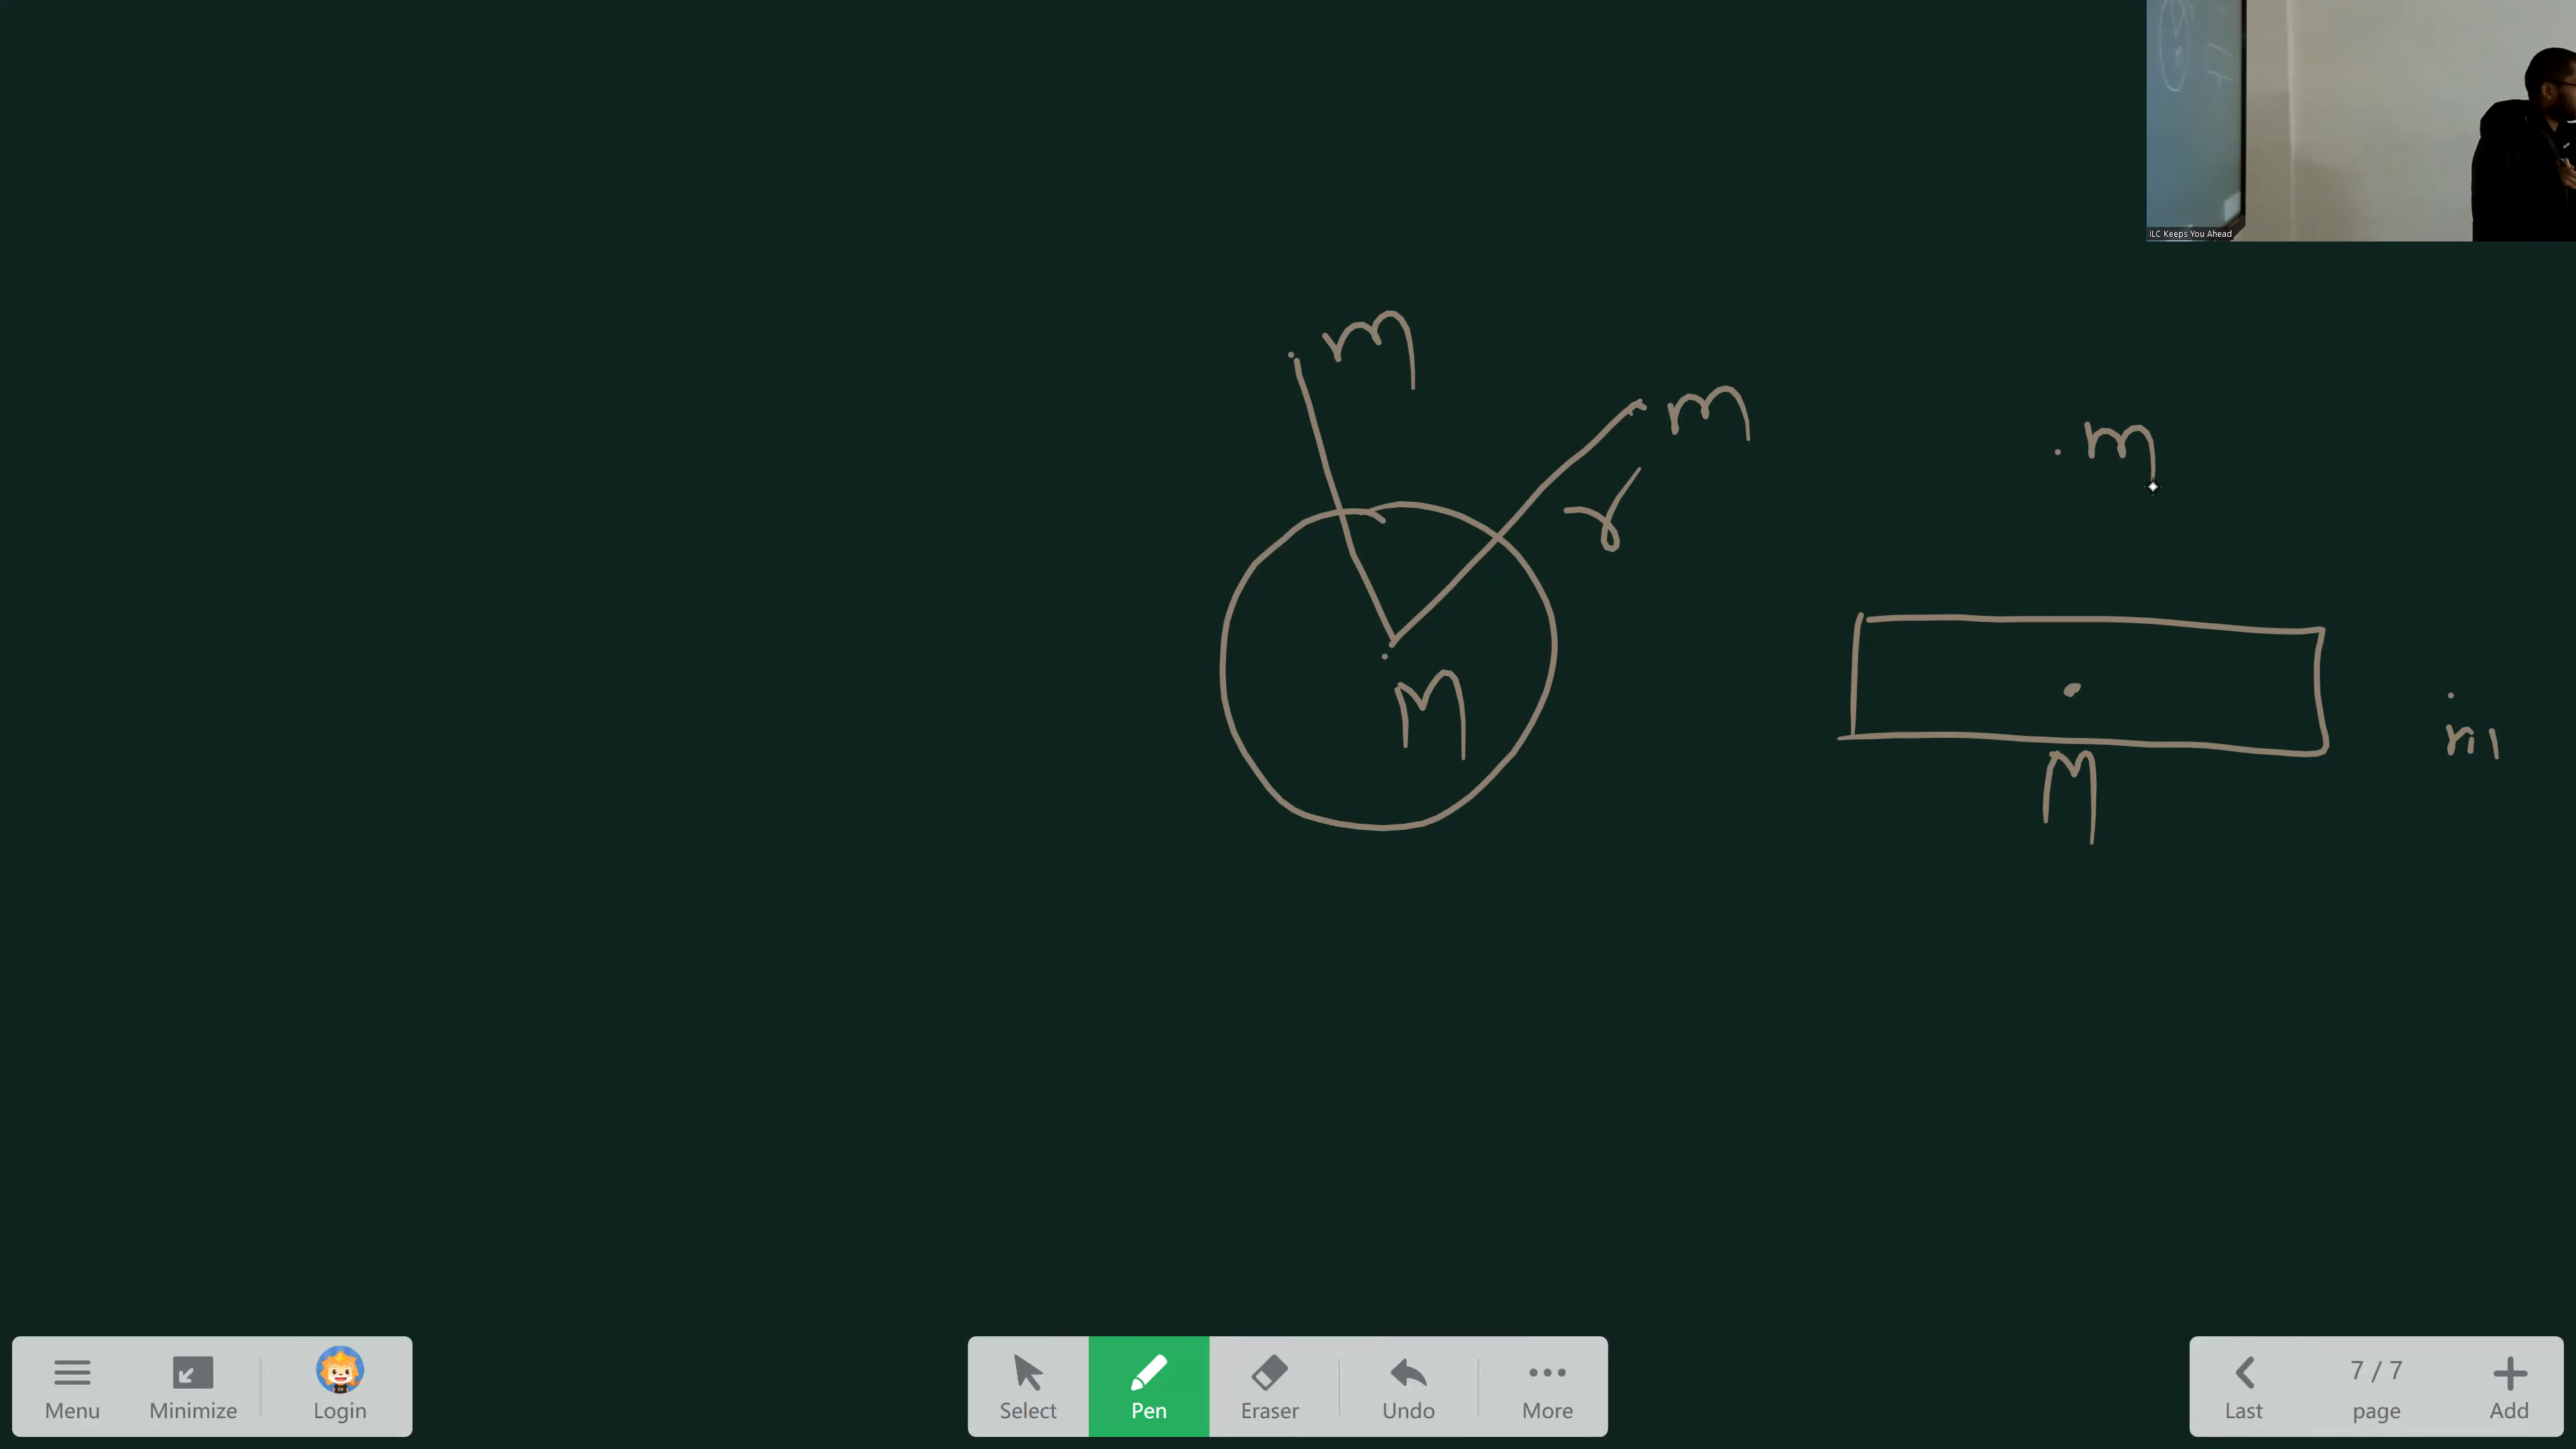 ILC Keeps You Ahead
m
m
r
M
m
M
m
Menu
Minimize
Login
Select
Pen
Eraser
Undo
More
Last
7 / 7
page
Add